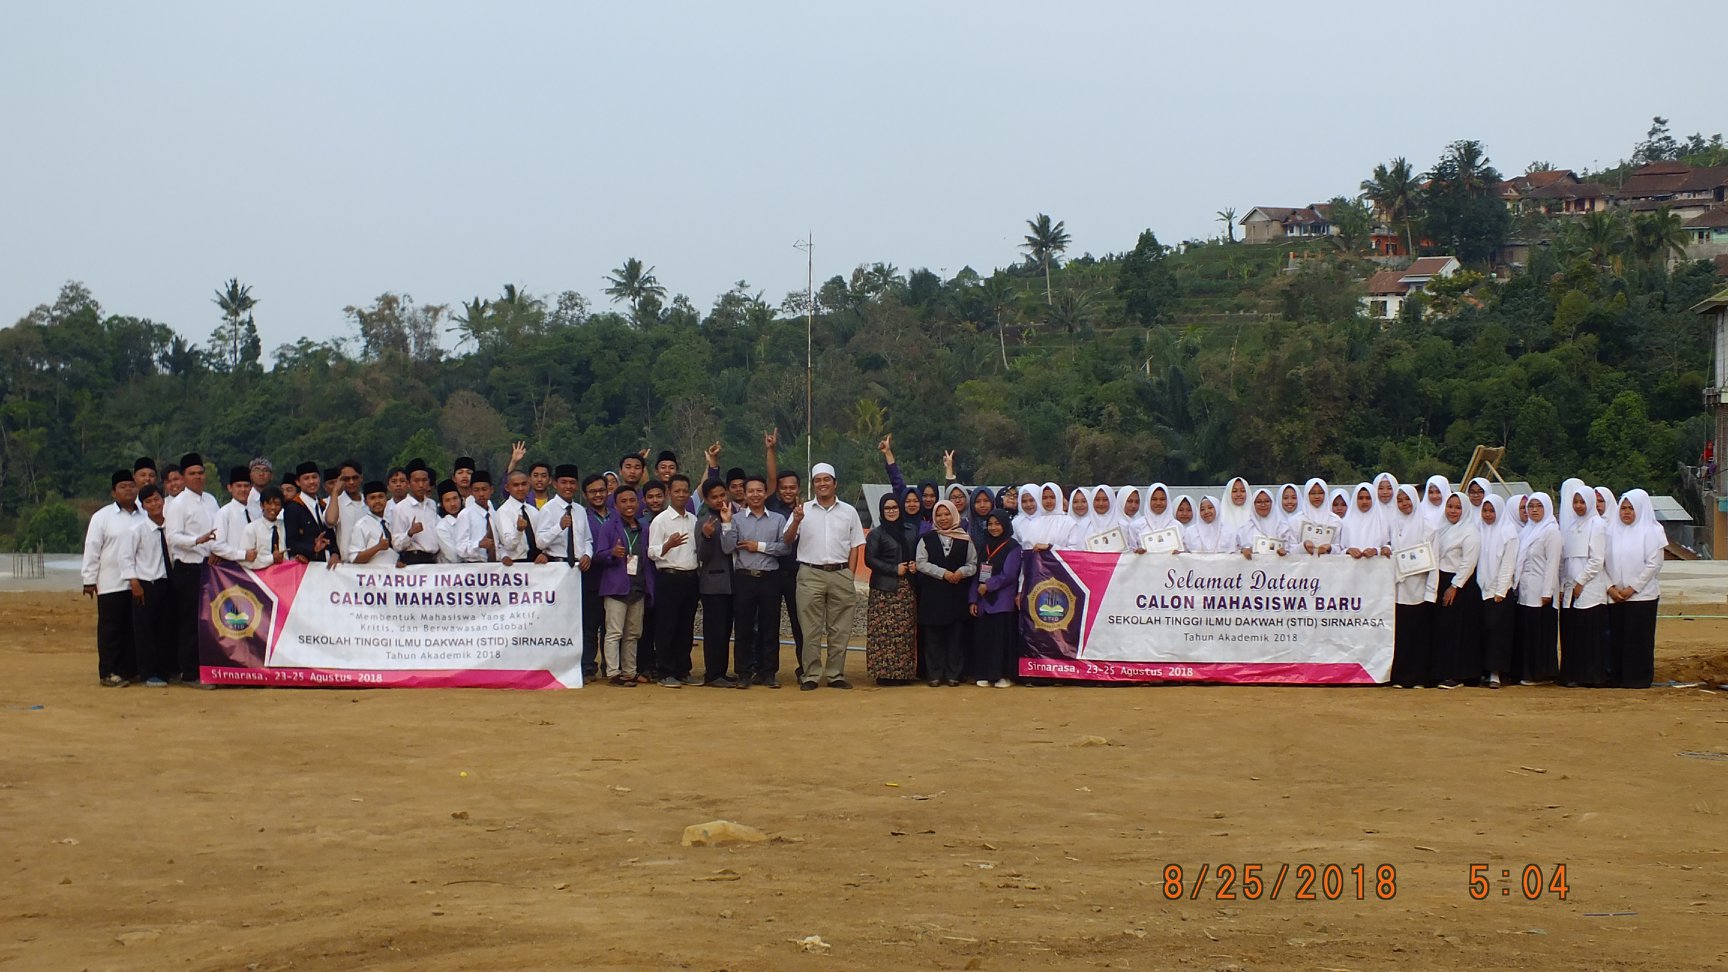 TA'ARUF INAGURASI
CALON MAHASISWA BARU
"Membentuk Mahasiswa Yang Aktif,
Kritis, dan Berwawasan Global"
SEKOLAH TINGGI ILMU DAKWAH (STID) SIRNARASA
Tahun Akademik 2018
STID
Sirnarasa, 23-25 Agustus 2018
Selamat Datang
CALON MAHASISWA BARU
SEKOLAH TINGGI ILMU DAKWAH (STID) SIRNARASA
Tahun Akademik 2018
STID
Sirnarasa, 23-25 Agustus 2018
8/25/2018 5:04